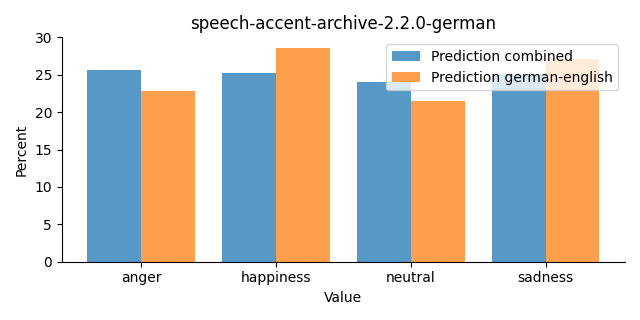 speech-accent-archive-2.2.0-german
Prediction combined
Prediction german-english
30
25
20
15
10
5
0
Percent
anger happiness neutral sadness
Value